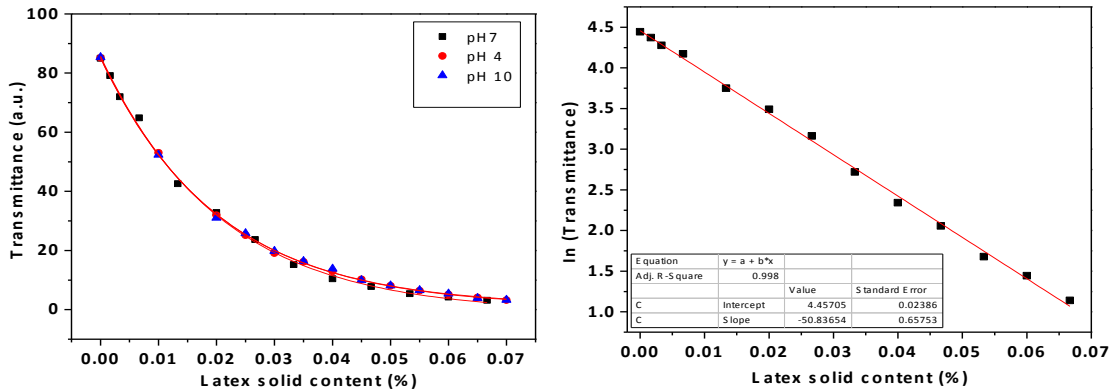 100
80
60
40
20
0
Transmittance (a.u.)
pH7
pH 4
pH 10
0.00 0.01 0.02 0.03 0.04 0.05 0.06 0.07
Latex solid content (%)
4.5
4.0
3.5
3.0
2.5
2.0
1.5
1.0
ln (Transmittance)
Equation y = a + b*x
Adj. R-Square 0.998
Value Standard Error
C Intercept 4.45705 0.02386
C Slope -50.83654 0.65753
0.00 0.01 0.02 0.03 0.04 0.05 0.06 0.07
Latex solid content (%)